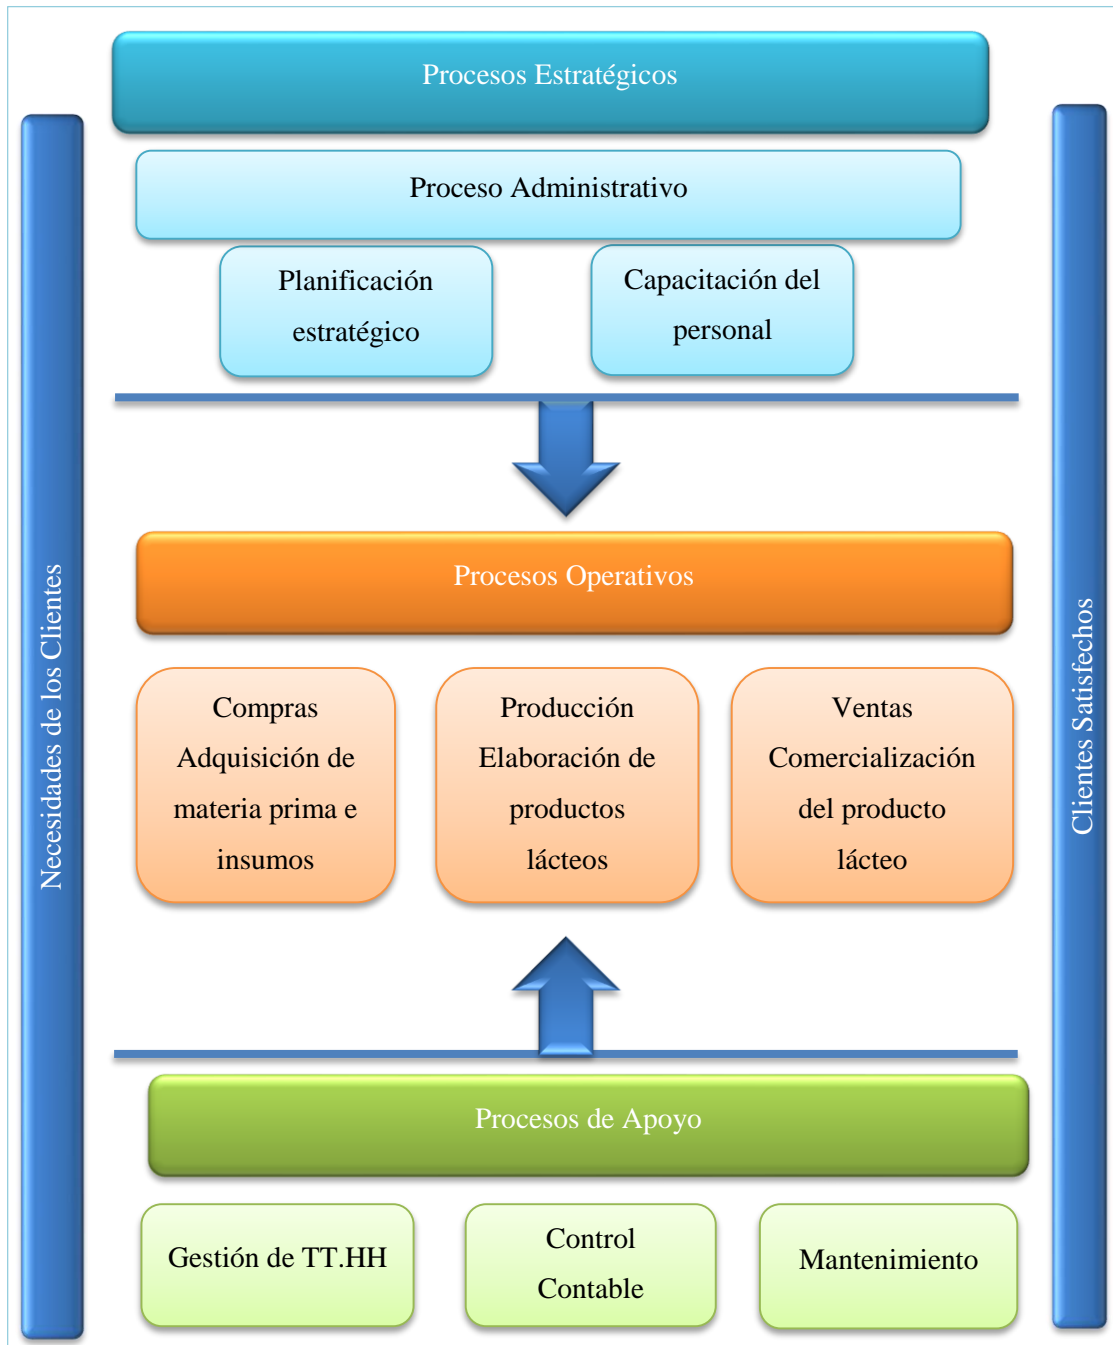 Procesos Estratégicos
Proceso Administrativo
Planificación
estratégico
Capacitación del
personal
Necesidades de los Clientes
Clientes Satisfechos
Procesos Operativos
Compras
Adquisición de
materia prima e
insumos
Producción
Elaboración de
productos
lácteos
Ventas
Comercialización
del producto
lácteo
Procesos de Apoyo
Gestión de TT.HH
Control
Contable
Mantenimiento